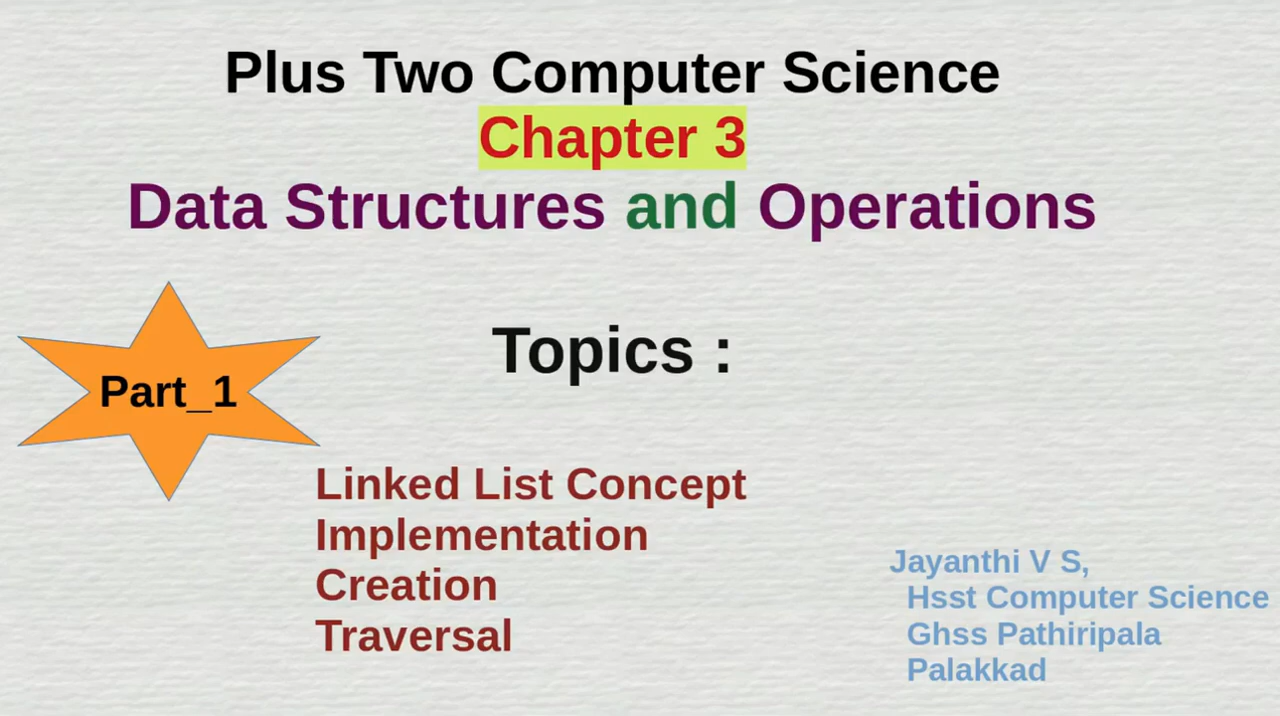 Plus Two Computer Science
Chapter 3
Data Structures and Operations
Topics :
Part_1
Linked List Concept
Implementation
Creation
Traversal
Jayanthi V S,
Hsst Computer Science
Ghss Pathiripala
Palakkad